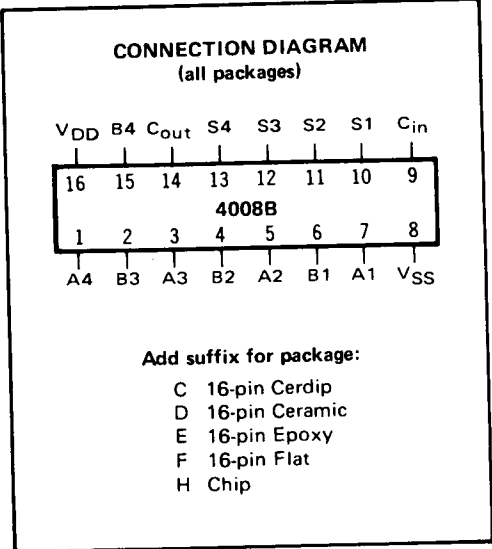 CONNECTION DIAGRAM
(all packages)
VDD B4 Cout S4 S3 S2 S1 Cin
16 15 14 13 12 11 10 9
4008B
1 2 3 4 5 6 7 8
A4 B3 A3 B2 A2 B1 A1 VSS
Add suffix for package:
C 16-pin Cerdip
D 16-pin Ceramic
E 16-pin Epoxy
F 16-pin Flat
H Chip